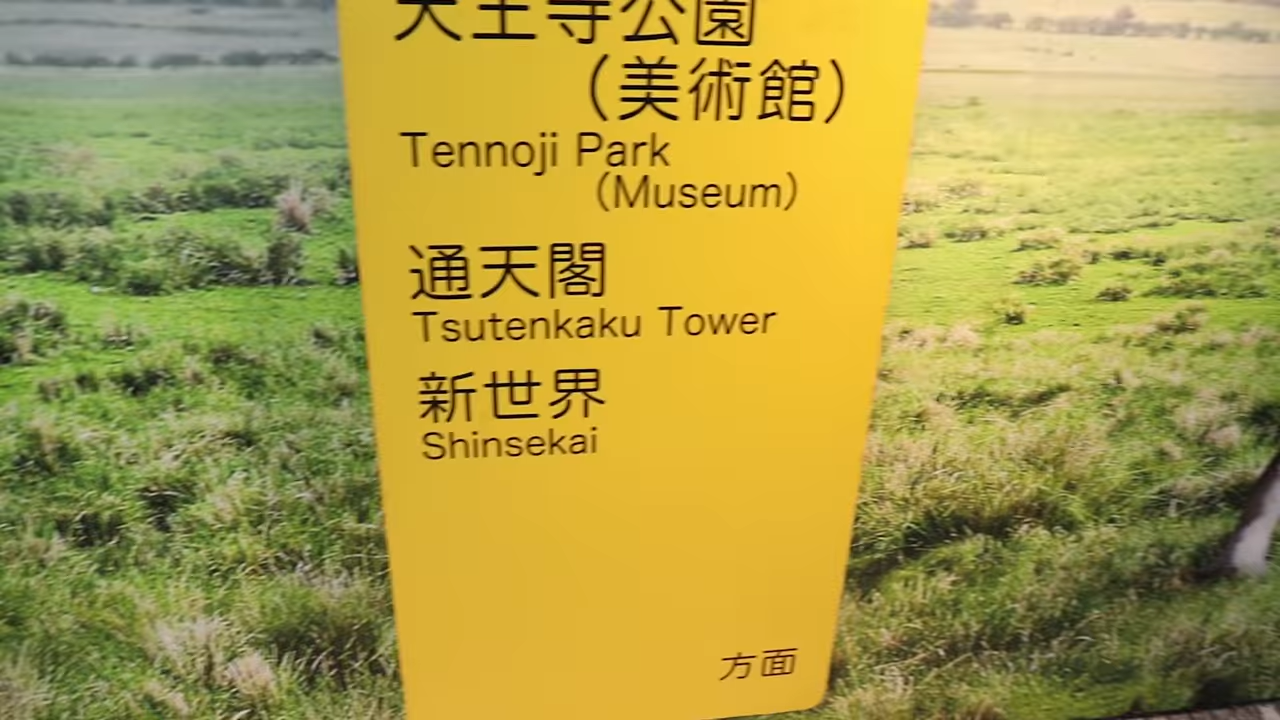 天王寺公園
(美術館)
Tennoji Park
(Museum)
通天閣
Tsutenkaku Tower
新世界
Shinsekai
方面